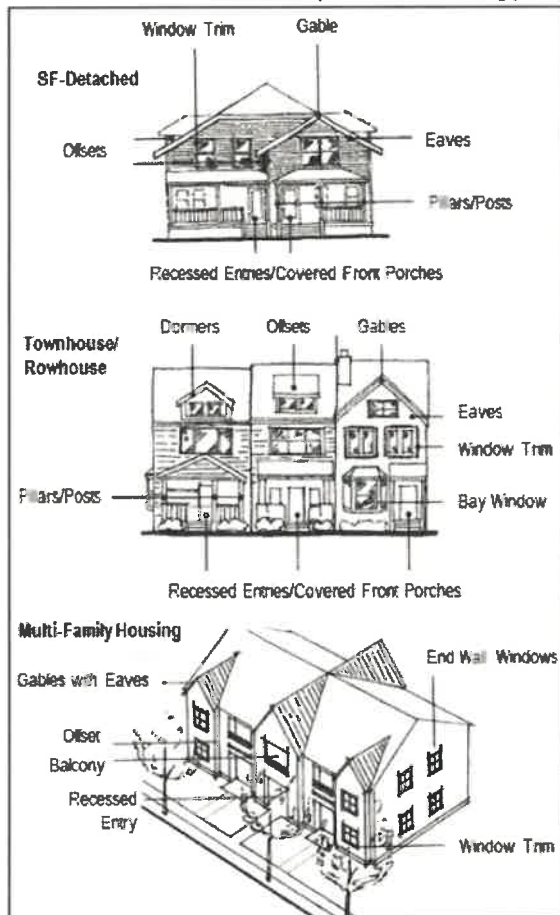 Window Trim Gable
SF-Detached
Offsets Eaves
Pillars/Posts
Recessed Entries/Covered Front Porches
Dormers Offsets Gables
Townhouse/
Rowhouse
Eaves
Window Trim
Pillars/Posts Bay Window
Recessed Entries/Covered Front Porches
Multi-Family Housing
End Wall Windows
Gables with Eaves
Offset
Balcony
Recessed
Entry
Window Trim